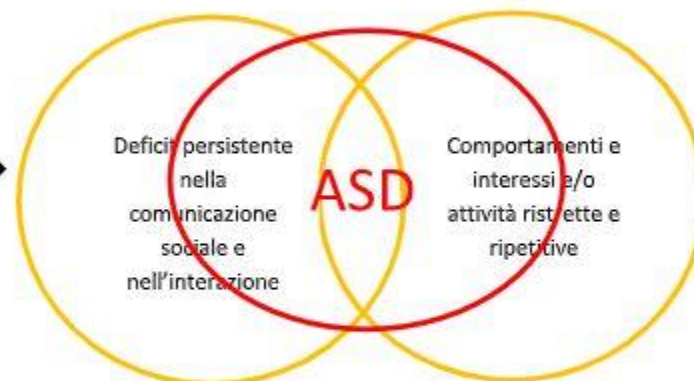 Deficit persistente
nella
comunicazione
sociale e
nell'interazione
ASD
Comportamenti e
interessi e/o
attività ristrette e
ripetitive